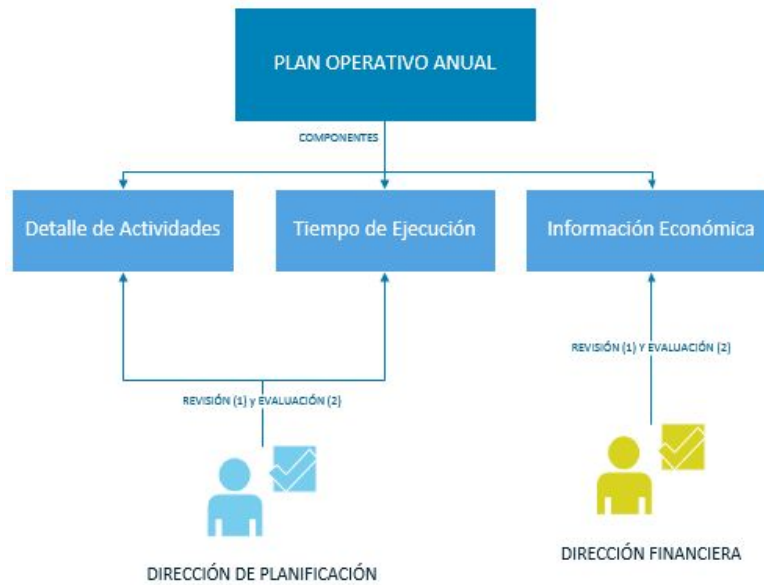 PLAN OPERATIVO ANUAL
COMPONENTES
Detalle de Actividades
Tiempo de Ejecución
Información Económica
REVISIÓN (1) Y EVALUACIÓN (2)
REVISIÓN (1) y EVALUACIÓN (2)
DIRECCIÓN FINANCIERA
DIRECCIÓN DE PLANIFICACIÓN